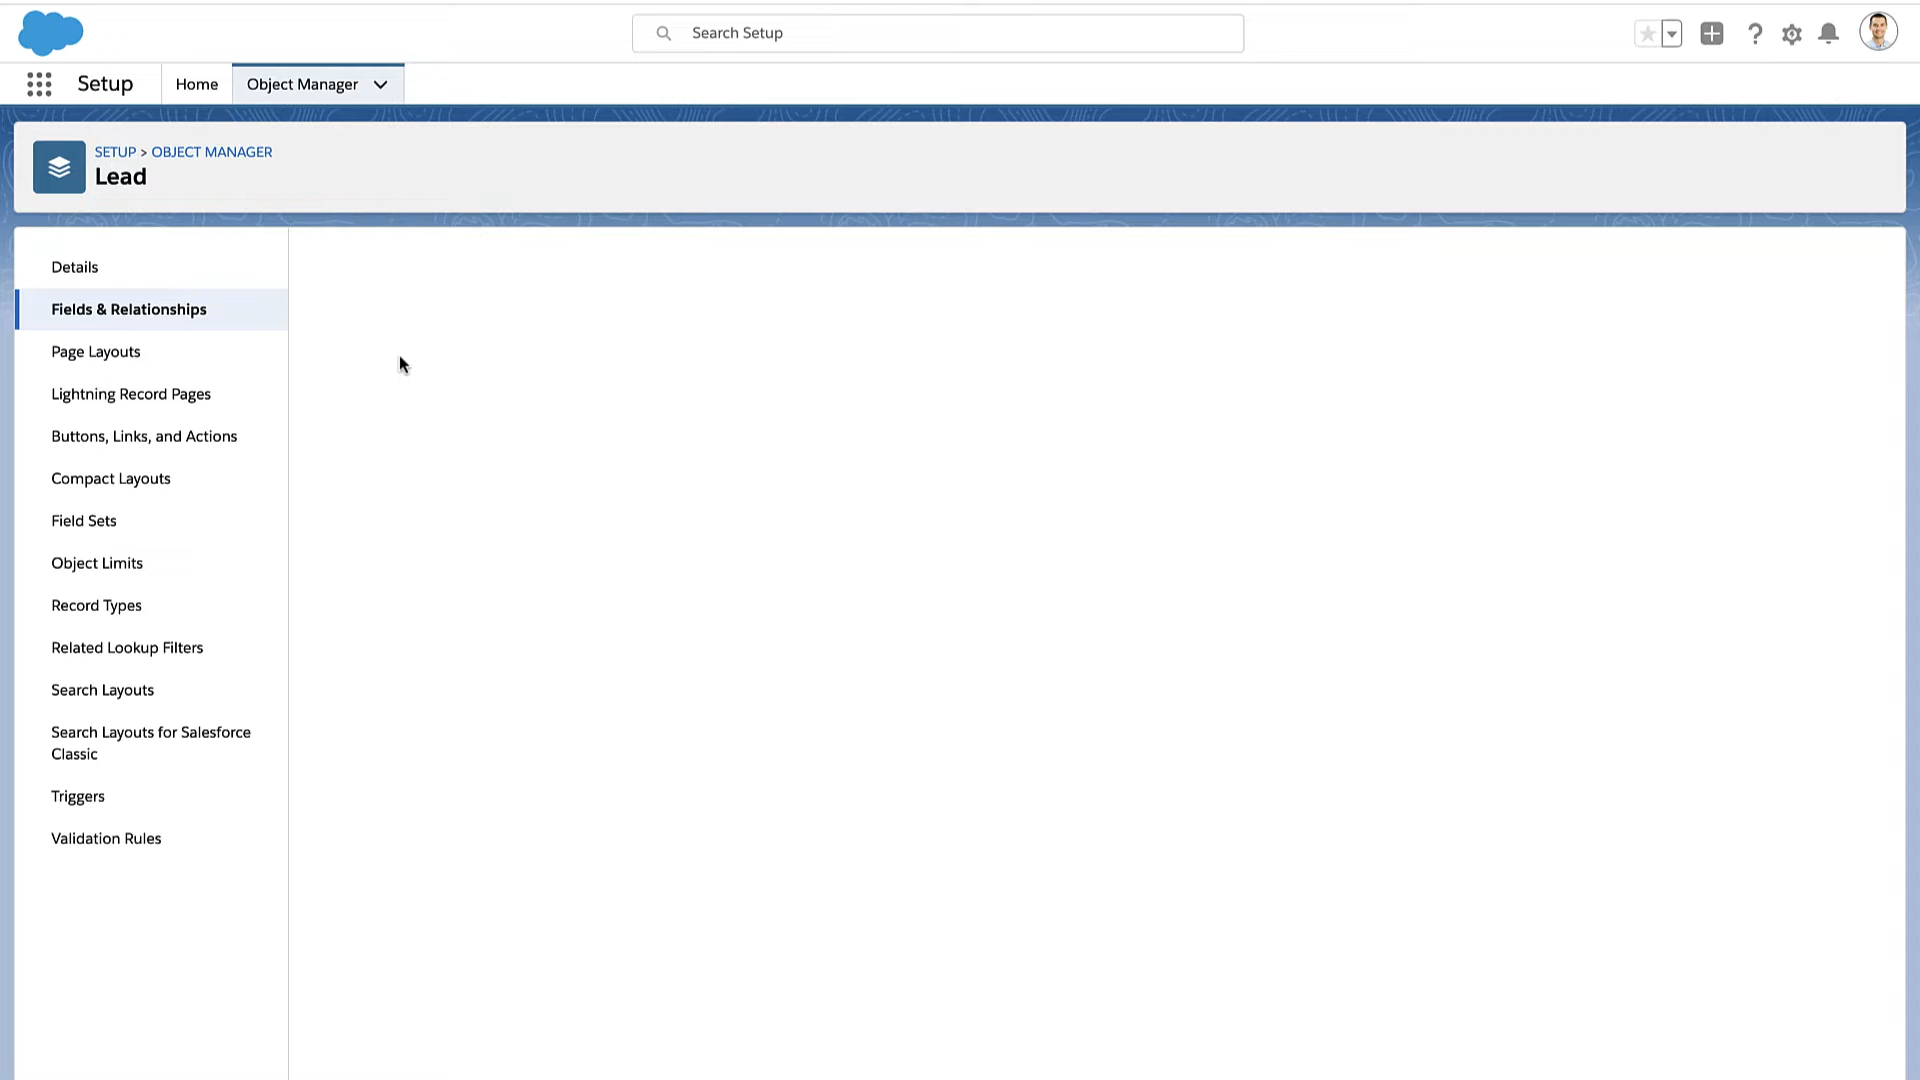 Search Setup
Setup
Home
Object Manager
SETUP > OBJECT MANAGER
Lead
Details
Fields & Relationships
Page Layouts
Lightning Record Pages
Buttons, Links, and Actions
Compact Layouts
Field Sets
Object Limits
Record Types
Related Lookup Filters
Search Layouts
Search Layouts for Salesforce
Classic
Triggers
Validation Rules